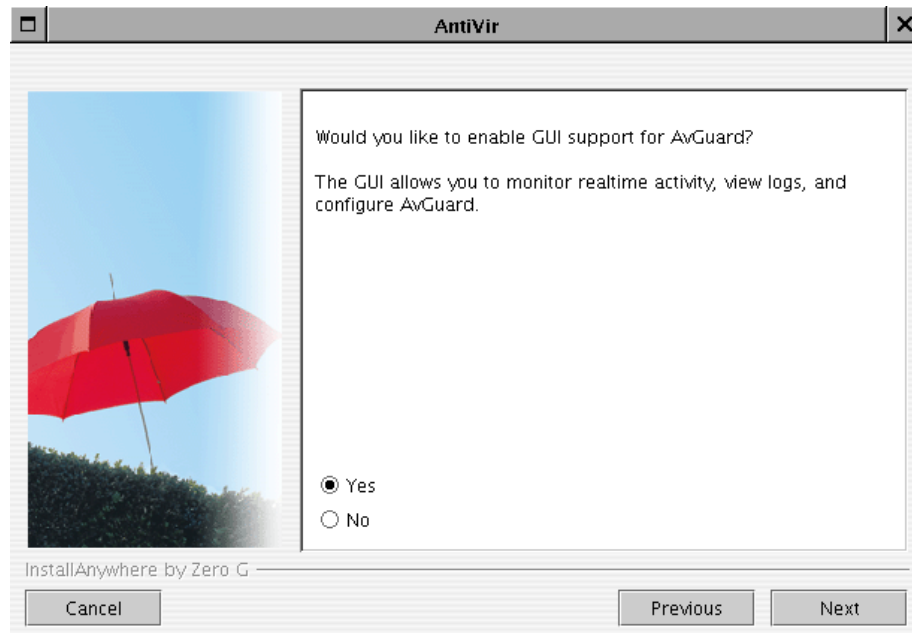 AntiVir
Would you like to enable GUI support for AvGuard?
The GUI allows you to monitor realtime activity, view logs, and
configure AvGuard.
Yes
No
InstallAnywhere by Zero G
Cancel
Previous
Next